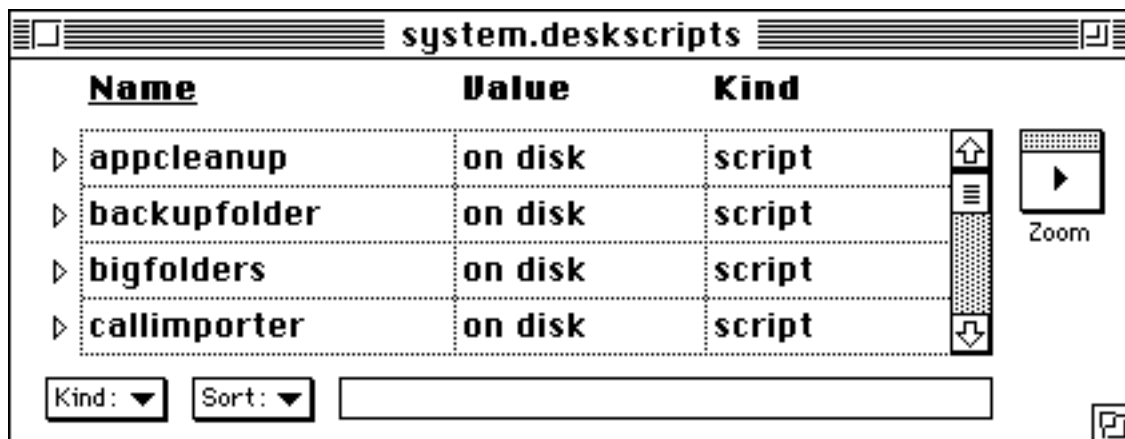 system.deskscripts
Name Value Kind
appcleanup on disk script
backupfolder on disk script
bigfolders on disk script
callimporter on disk script
Zoom
Kind: Sort: